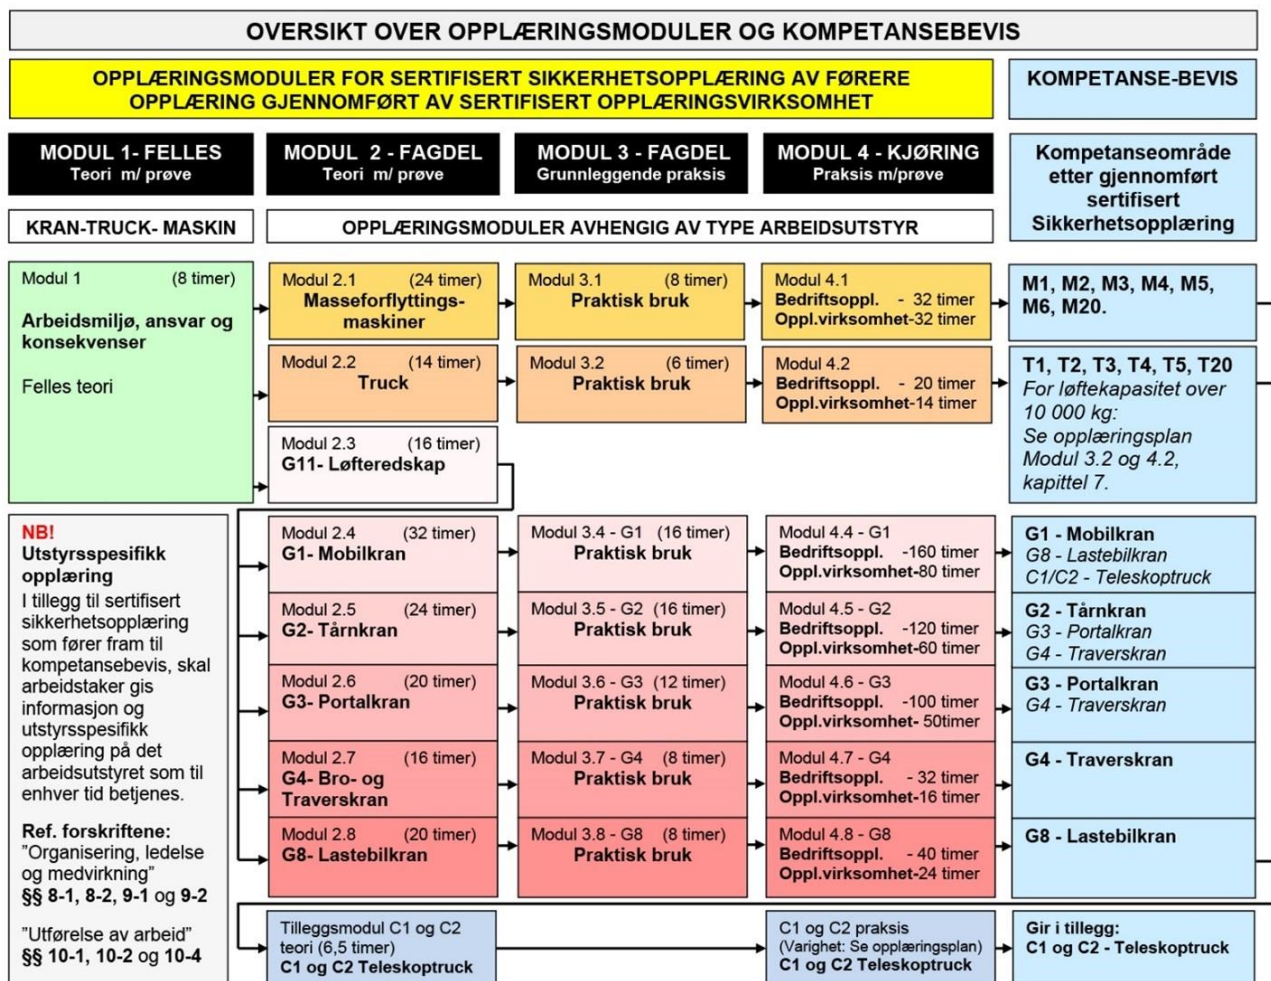 OVERSIKT OVER OPPLÆRINGSMODULER OG KOMPETANSEBEVIS
OPPLÆRINGSMODULER FOR SERTIFISERT SIKKERHETSOPPLÆRING AV FØRERE
OPPLÆRING GJENNOMFØRT AV SERTIFISERT OPPLÆRINGSVIRKSOMHET
KOMPETANSE-BEVIS
MODUL 1- FELLES
Teori m/ prøve
MODUL 2 - FAGDEL
Teori m/ prøve
MODUL 3 - FAGDEL
Grunnleggende praksis
MODUL 4 - KJØRING
Praksis m/prøve
Kompetanseområde
etter gjennomført
sertifisert
Sikkerhetsopplæring
KRAN-TRUCK- MASKIN
OPPLÆRINGSMODULER AVHENGIG AV TYPE ARBEIDSUTSTYR
Modul 1 (8 timer)
Arbeidsmiljø, ansvar og
konsekvenser
Felles teori
Modul 2.1 (24 timer)
Masseforflyttings-
maskiner
Modul 3.1 (8 timer)
Praktisk bruk
Modul 4.1
Bedriftsoppl. - 32 timer
Oppl.virksomhet-32 timer
M1, M2, M3, M4, M5,
M6, M20.
Modul 2.2 (14 timer)
Truck
Modul 3.2 (6 timer)
Praktisk bruk
Modul 4.2
Bedriftsoppl. - 20 timer
Oppl.virksomhet-14 timer
T1, T2, T3, T4, T5, T20
For løftekapasitet over
10 000 kg:
Se opplæringsplan
Modul 3.2 og 4.2,
kapittel 7.
Modul 2.3 (16 timer)
G11- Løfteredskap
NB!
Utstyrsspesifikk
opplæring
I tillegg til sertifisert
sikkerhetsopplæring
som fører fram til
kompetansebevis, skal
arbeidstaker gis
informasjon og
utstyrsspesifikk
opplæring på det
arbeidsutstyret som til
enhver tid betjenes.
Ref. forskriftene:
"Organisering, ledelse
og medvirkning"
§§ 8-1, 8-2, 9-1 og 9-2
"Utførelse av arbeid"
§§ 10-1, 10-2 og 10-4
Modul 2.4 (32 timer)
G1- Mobilkran
Modul 3.4 - G1 (16 timer)
Praktisk bruk
Modul 4.4 - G1
Bedriftsoppl. -160 timer
Oppl.virksomhet-80 timer
G1 - Mobilkran
G8 - Lastebilkran
C1/C2 - Teleskoptruck
Modul 2.5 (24 timer)
G2- Tårnkran
Modul 3.5 - G2 (16 timer)
Praktisk bruk
Modul 4.5 - G2
Bedriftsoppl. -120 timer
Oppl.virksomhet-60 timer
G2 - Tårnkran
G3 - Portalkran
G4 - Traverskran
Modul 2.6 (20 timer)
G3- Portalkran
Modul 3.6 - G3 (12 timer)
Praktisk bruk
Modul 4.6 - G3
Bedriftsoppl. -100 timer
Oppl.virksomhet- 50timer
G3 - Portalkran
G4 - Traverskran
Modul 2.7 (16 timer)
G4- Bro- og
Traverskran
Modul 3.7 - G4 (8 timer)
Praktisk bruk
Modul 4.7 - G4
Bedriftsoppl. - 32 timer
Oppl.virksomhet-16 timer
G4 - Traverskran
Modul 2.8 (20 timer)
G8- Lastebilkran
Modul 3.8 - G8 (8 timer)
Praktisk bruk
Modul 4.8 - G8
Bedriftsoppl. - 40 timer
Oppl.virksomhet-24 timer
G8 - Lastebilkran
Tilleggsmodul C1 og C2
teori (6,5 timer)
C1 og C2 Teleskoptruck
C1 og C2 praksis
(Varighet: Se opplæringsplan)
C1 og C2 Teleskoptruck
Gir i tillegg:
C1 og C2 - Teleskoptruck